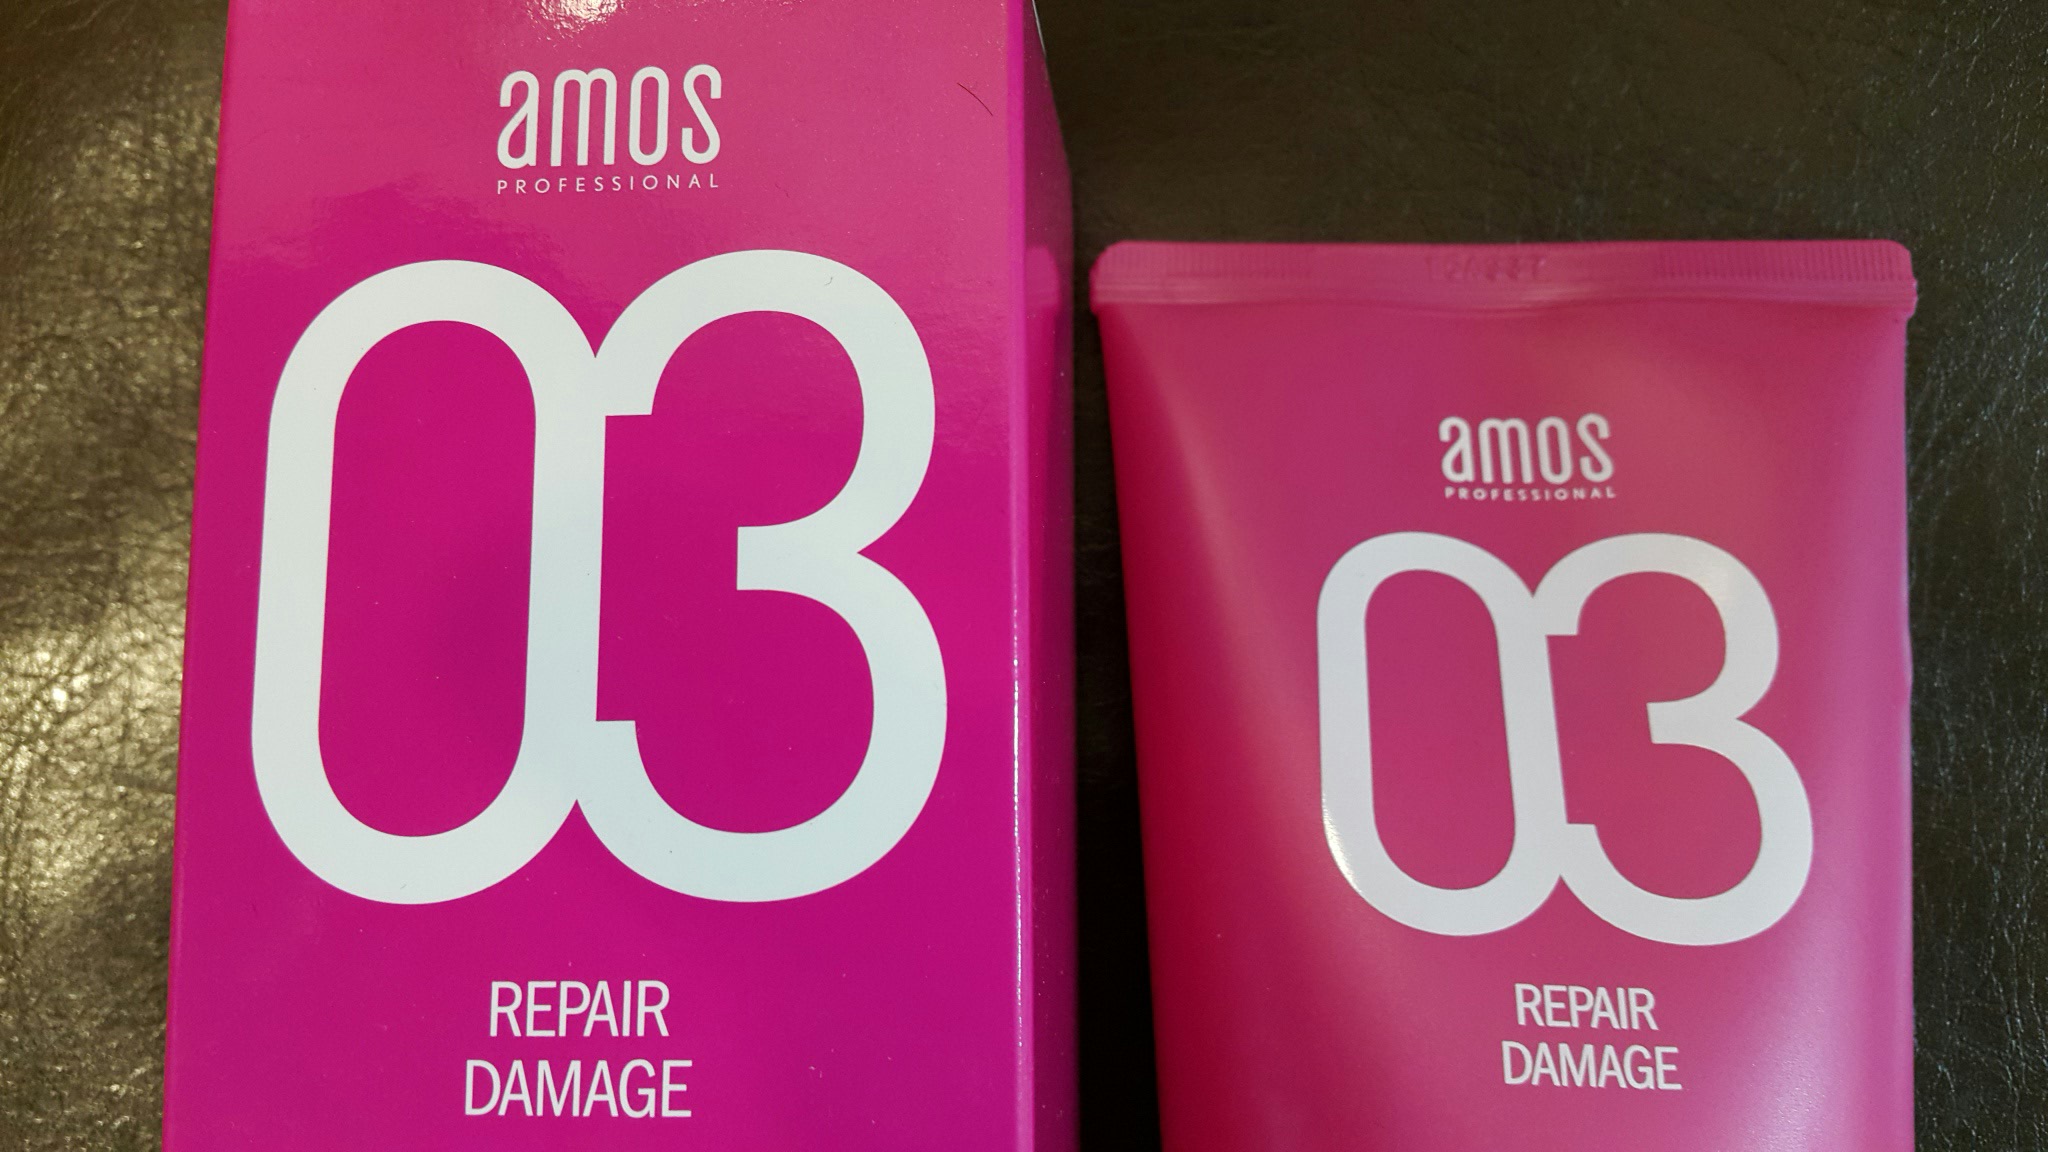 amos
PROFESSIONAL
03
REPAIR
DAMAGE
amos
PROFESSIONAL
03
REPAIR
DAMAGE